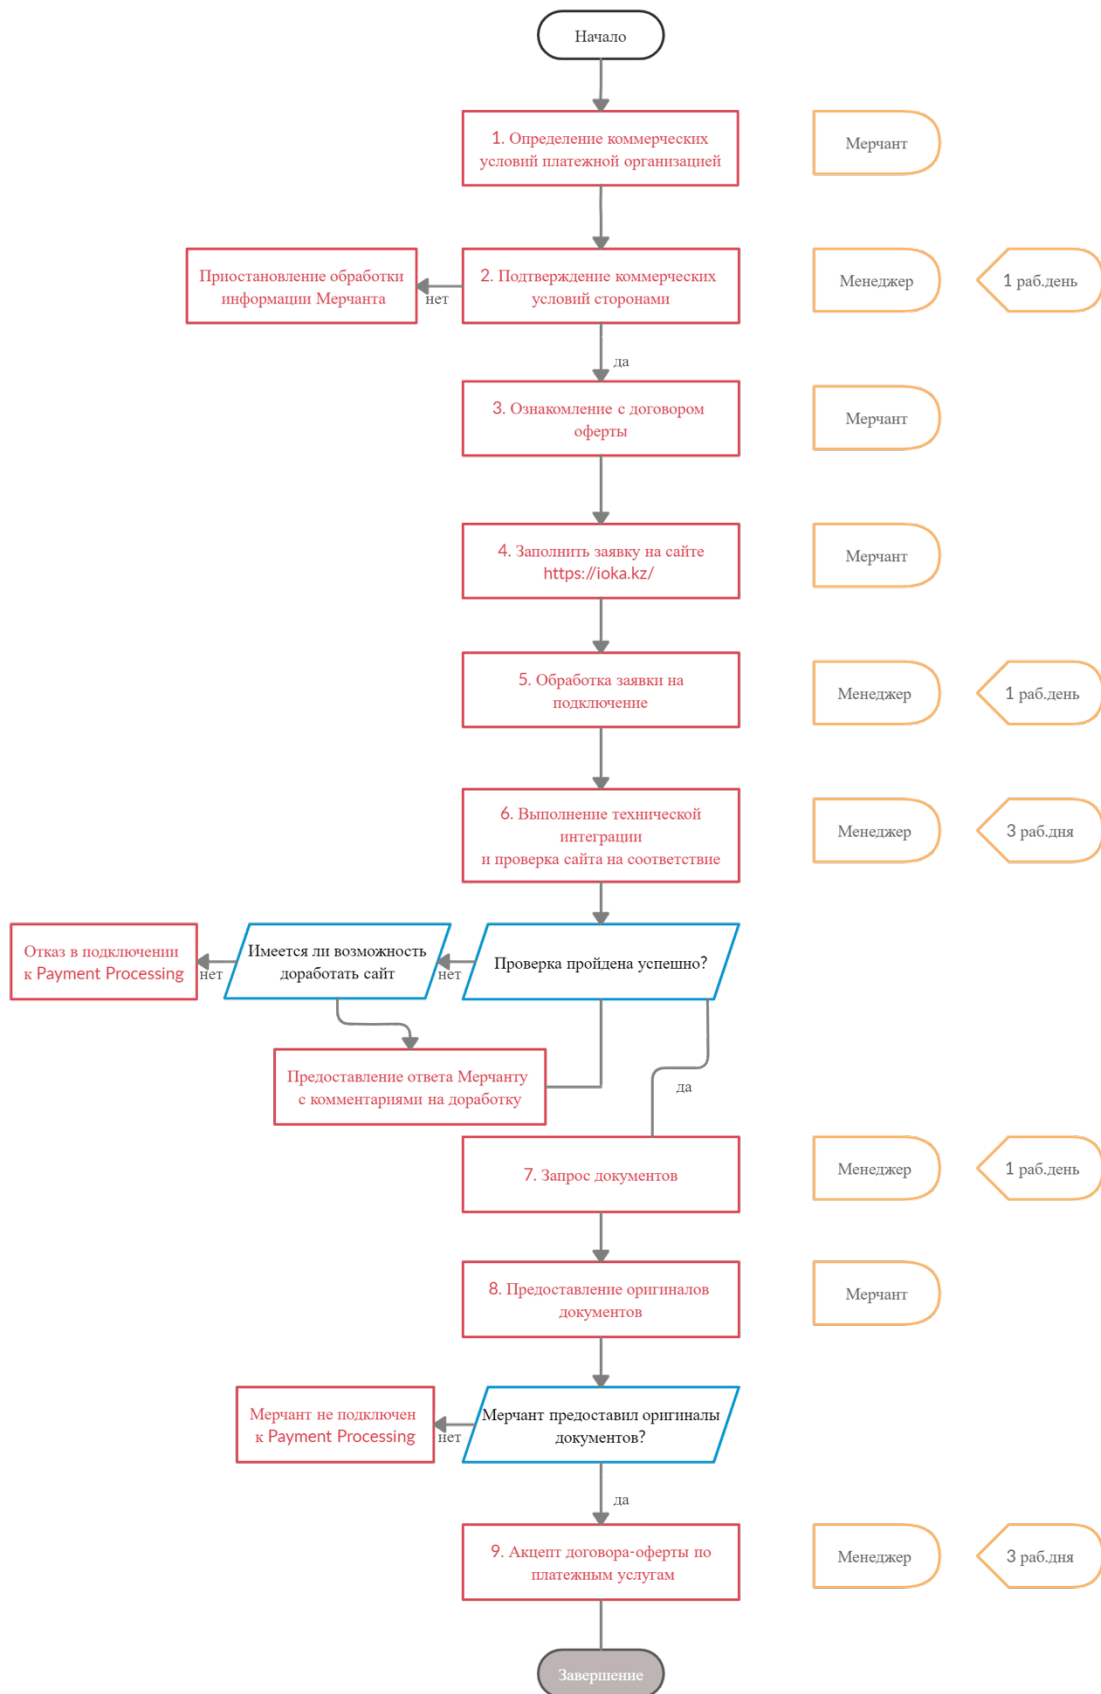 Начало
1. Определение коммерческих
условий платежной организацией
Мерчант
Приостановление обработки
информации Мерчанта
нет
2. Подтверждение коммерческих
условий сторонами
Менеджер
1 раб.день
да
3. Ознакомление с договором
оферты
Мерчант
4. Заполнить заявку на сайте
https://ioka.kz/
Мерчант
5. Обработка заявки на
подключение
Менеджер
1 раб.день
6. Выполнение технической
интеграции
и проверка сайта на соответствие
Менеджер
3 раб.дня
Отказ в подключении
к Payment Processing
нет
Имеется ли возможность
доработать сайт
нет
Проверка пройдена успешно?
Предоставление ответа Мерчанту
с комментариями на доработку
да
7. Запрос документов
Менеджер
1 раб.день
8. Предоставление оригиналов
документов
Мерчант
Мерчант не подключен
к Payment Processing
нет
Мерчант предоставил оригиналы
документов?
да
9. Акцепт договора-оферты по
платежным услугам
Менеджер
3 раб.дня
Завершение